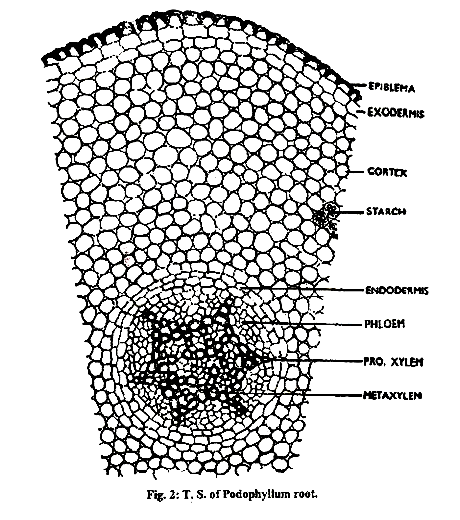 EPIBLEMA
EXODERMIS
CORTEX
STARCH
ENDODERMIS
PHLOEM
PRO. XYLEM
METAXYLEM
Fig. 2: T. S. of Podophyllum root.